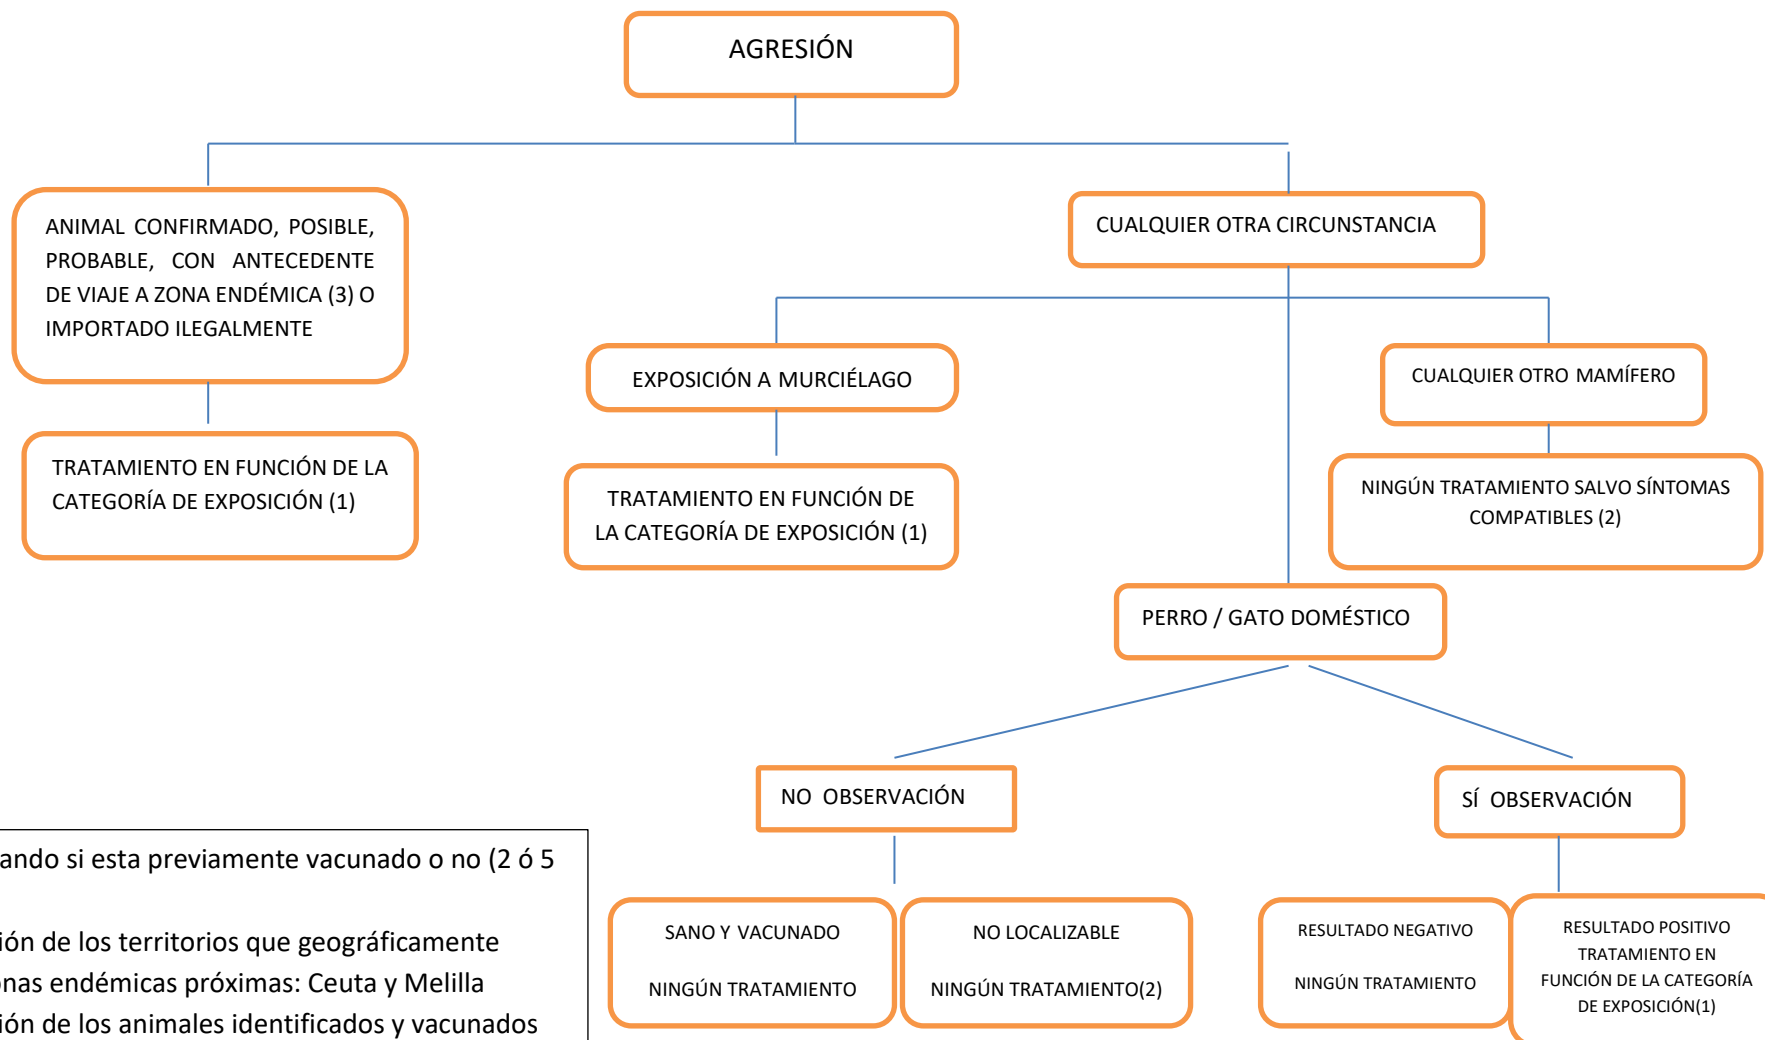 AGRESIÓN
ANIMAL CONFIRMADO, POSIBLE,
PROBABLE, CON ANTECEDENTE
DE VIAJE A ZONA ENDÉMICA (3) O
IMPORTADO ILEGALMENTE
CUALQUIER OTRA CIRCUNSTANCIA
TRATAMIENTO EN FUNCIÓN DE LA
CATEGORÍA DE EXPOSICIÓN (1)
EXPOSICIÓN A MURCIÉLAGO
TRATAMIENTO EN FUNCIÓN DE
LA CATEGORÍA DE EXPOSICIÓN (1)
CUALQUIER OTRO MAMÍFERO
NINGÚN TRATAMIENTO SALVO SÍNTOMAS
COMPATIBLES (2)
PERRO / GATO DOMÉSTICO
NO OBSERVACIÓN
SÍ OBSERVACIÓN
SANO Y VACUNADO
NINGÚN TRATAMIENTO
NO LOCALIZABLE
NINGÚN TRATAMIENTO(2)
RESULTADO NEGATIVO
NINGÚN TRATAMIENTO
RESULTADO POSITIVO
TRATAMIENTO EN
FUNCIÓN DE LA CATEGORÍA
DE EXPOSICIÓN(1)
ando si esta previamente vacunado o no (2 ó 5
ión de los territorios que geográficamente
onas endémicas próximas: Ceuta y Melilla
ión de los animales identificados y vacunados